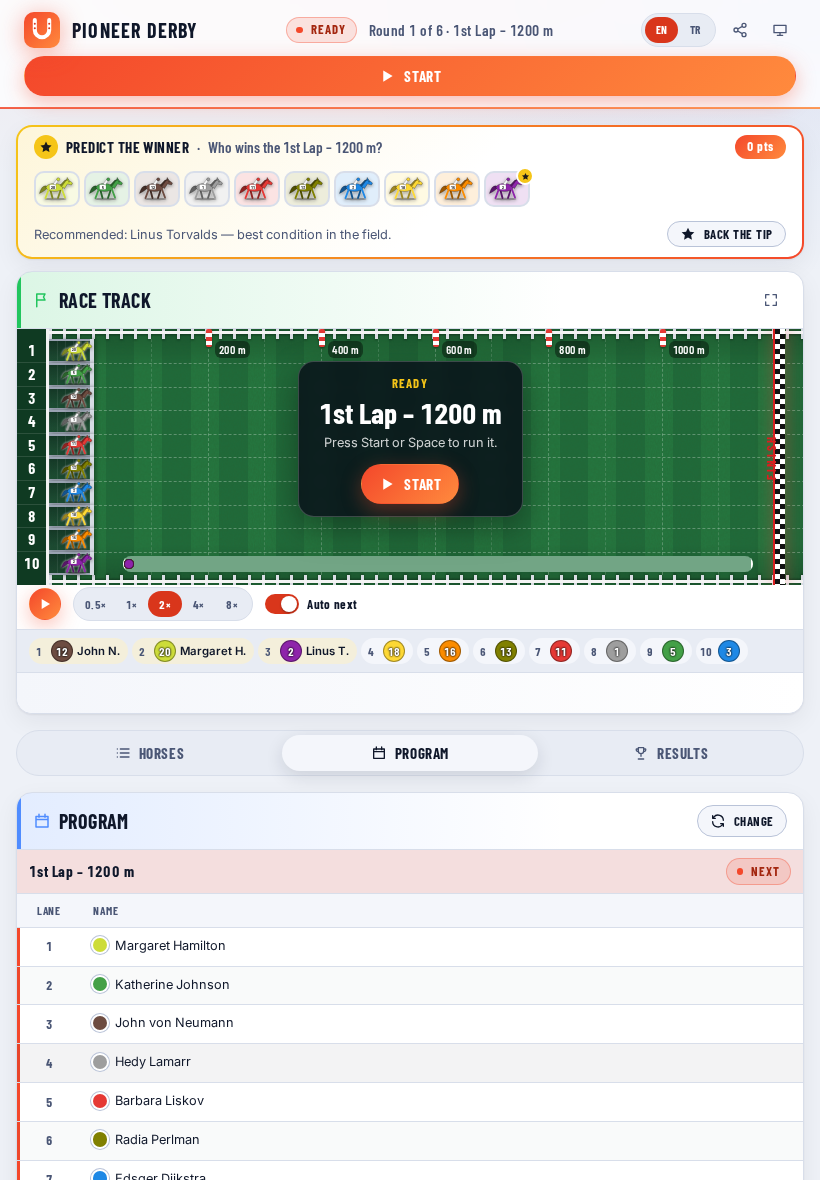 PIONEER DERBY
READY
Round 1 of 6 · 1st Lap – 1200 m
EN
TR
START
PREDICT THE WINNER · Who wins the 1st Lap – 1200 m?
0 pts
Recommended: Linus Torvalds — best condition in the field.
BACK THE TIP
RACE TRACK
200 m
400 m
600 m
800 m
1000 m
1
2
3
4
5
6
7
8
9
10
READY
1st Lap – 1200 m
Press Start or Space to run it.
START
0.5×
1×
2×
4×
8×
Auto next
1 12 John N.
2 20 Margaret H.
3 2 Linus T.
4 18
5 16
6 13
7 11
8 1
9 5
10 3
HORSES
PROGRAM
RESULTS
PROGRAM
CHANGE
1st Lap – 1200 m
NEXT
LANE NAME
1 Margaret Hamilton
2 Katherine Johnson
3 John von Neumann
4 Hedy Lamarr
5 Barbara Liskov
6 Radia Perlman
7 Edsger Dijkstra